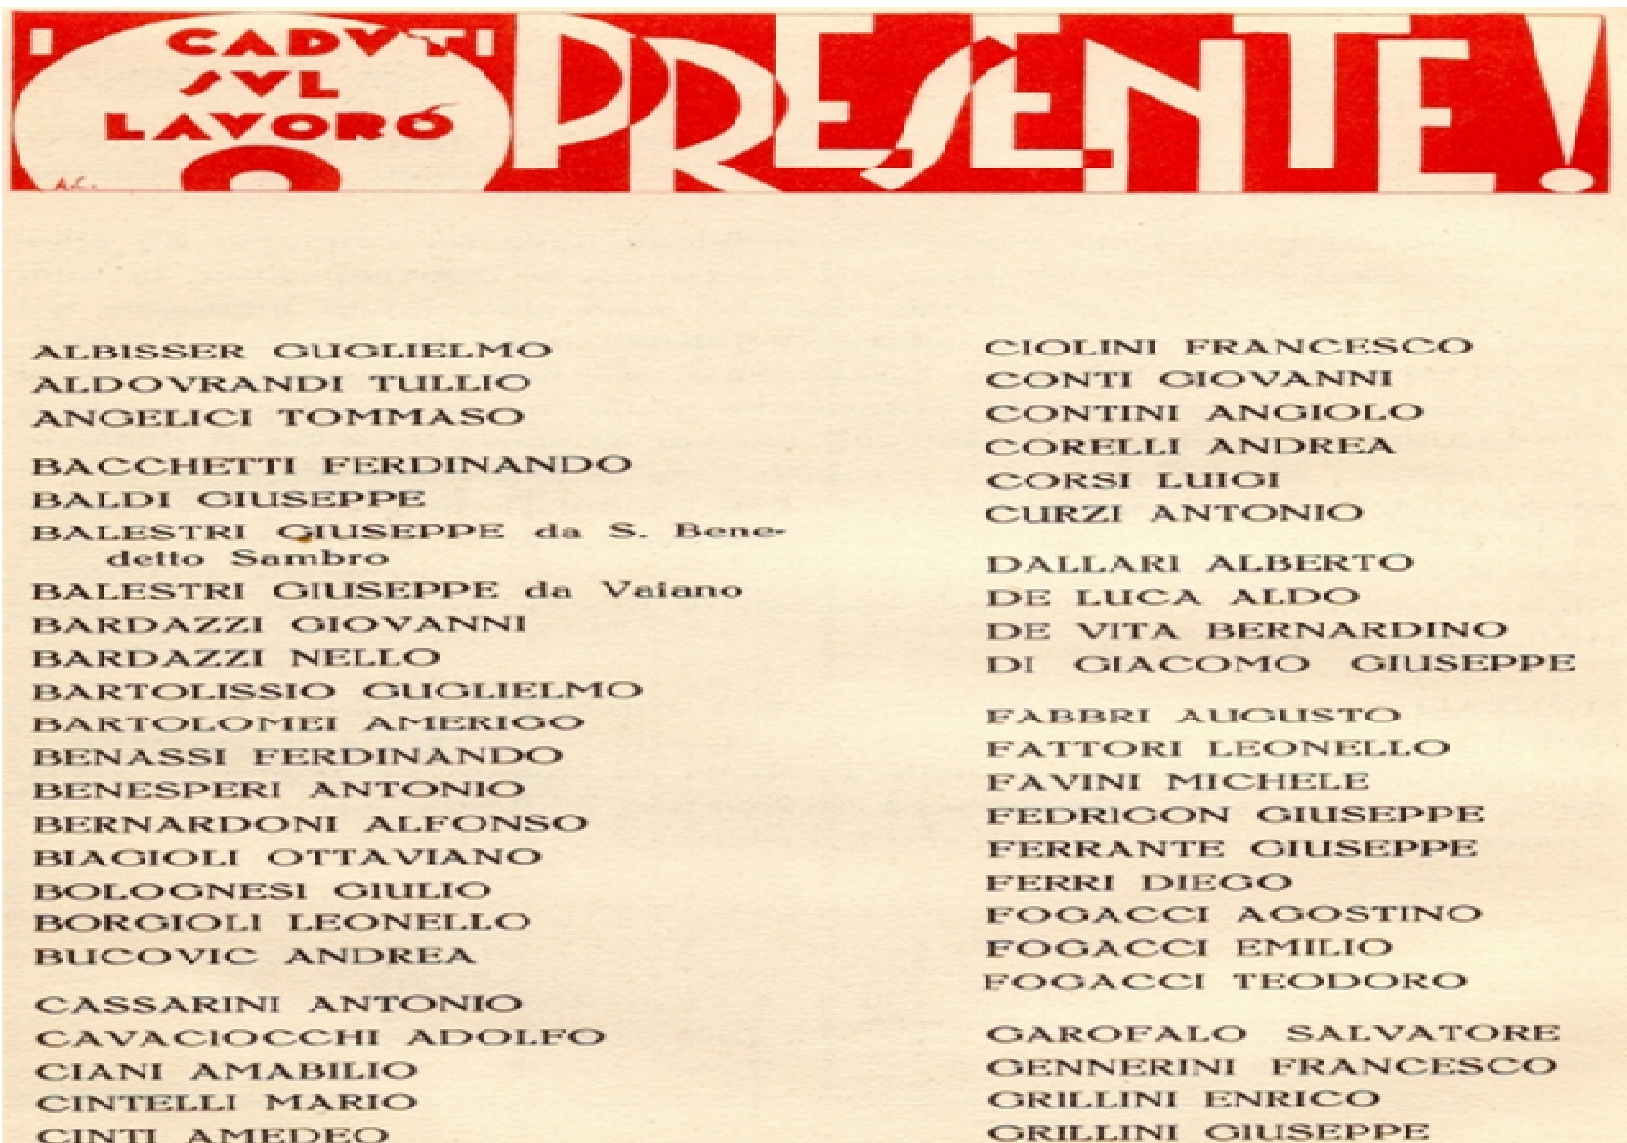 I CADVTI
SVL
LAVORÓ
PRESENTE!
A.C.
ALBISSER GUGLIELMO
ALDOVRANDI TULLIO
ANGELICI TOMMASO
BACCHETTI FERDINANDO
BALDI GIUSEPPE
BALESTRI GIUSEPPE da S. Bene-
detto Sambro
BALESTRI GIUSEPPE da Vaiano
BARDAZZI GIOVANNI
BARDAZZI NELLO
BARTOLISSIO GUGLIELMO
BARTOLOMEI AMERIGO
BENASSI FERDINANDO
BENESPERI ANTONIO
BERNARDONI ALFONSO
BIAGIOLI OTTAVIANO
BOLOGNESI GIULIO
BORGIOLI LEONELLO
BUCOVIC ANDREA
CASSARINI ANTONIO
CAVACIOCCHI ADOLFO
CIANI AMABILIO
CINTELLI MARIO
CINTI AMEDEO
CIOLINI FRANCESCO
CONTI GIOVANNI
CONTINI ANGIOLO
CORELLI ANDREA
CORSI LUIGI
CURZI ANTONIO
DALLARI ALBERTO
DE LUCA ALDO
DE VITA BERNARDINO
DI GIACOMO GIUSEPPE
FABBRI AUGUSTO
FATTORI LEONELLO
FAVINI MICHELE
FEDRIGON GIUSEPPE
FERRANTE GIUSEPPE
FERRI DIEGO
FOGACCI AGOSTINO
FOGACCI EMILIO
FOGACCI TEODORO
GAROFALO SALVATORE
GENNERINI FRANCESCO
GRILLINI ENRICO
GRILLINI GIUSEPPE